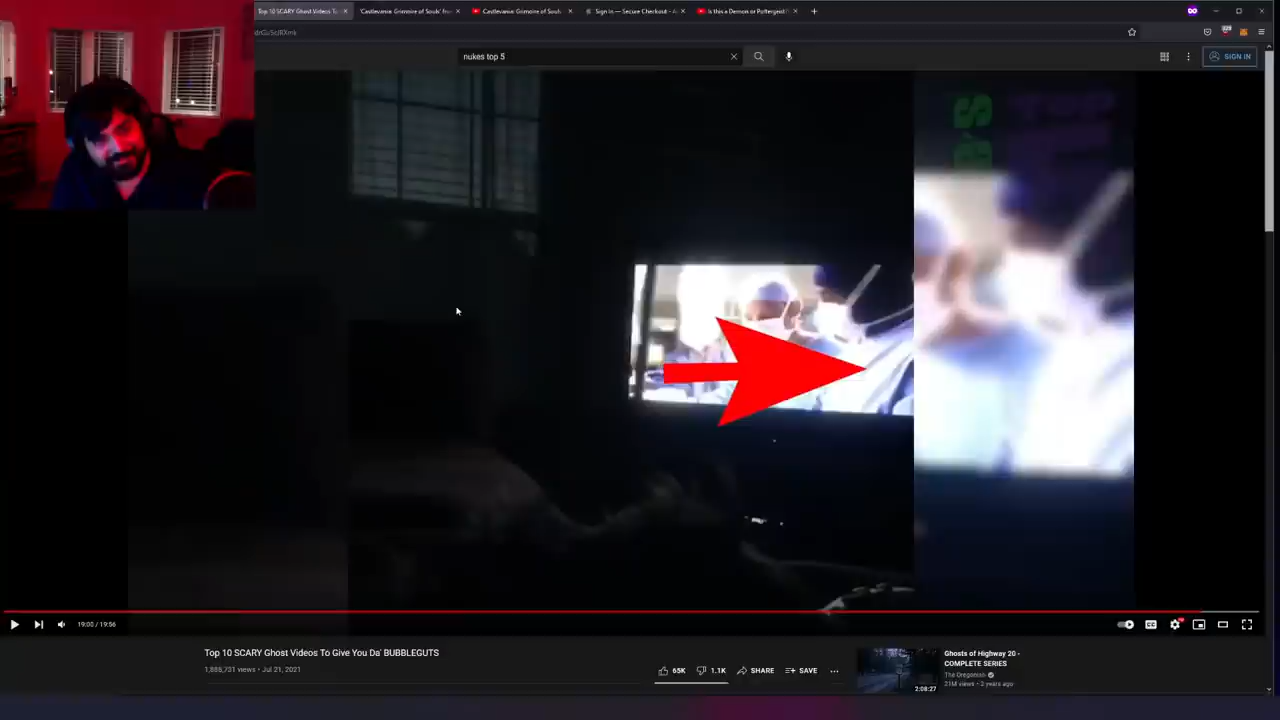 Top 10 SCARY Ghost Videos To
'Castlevania: Grimoire of Souls' fro
Castlevania: Grimoire of Souls
Sign In — Secure Checkout - A
Is this a Demon or Poltergeist
nukes top 5
SIGN IN
B'S
19:00 / 19:56
Top 10 SCARY Ghost Videos To Give You Da' BUBBLEGUTS
1,888,731 views • Jul 21, 2021
65K
1.1K
SHARE
SAVE
Ghosts of Highway 20 -
COMPLETE SERIES
The Oregonian
21M views • 2 years ago
2:08:27